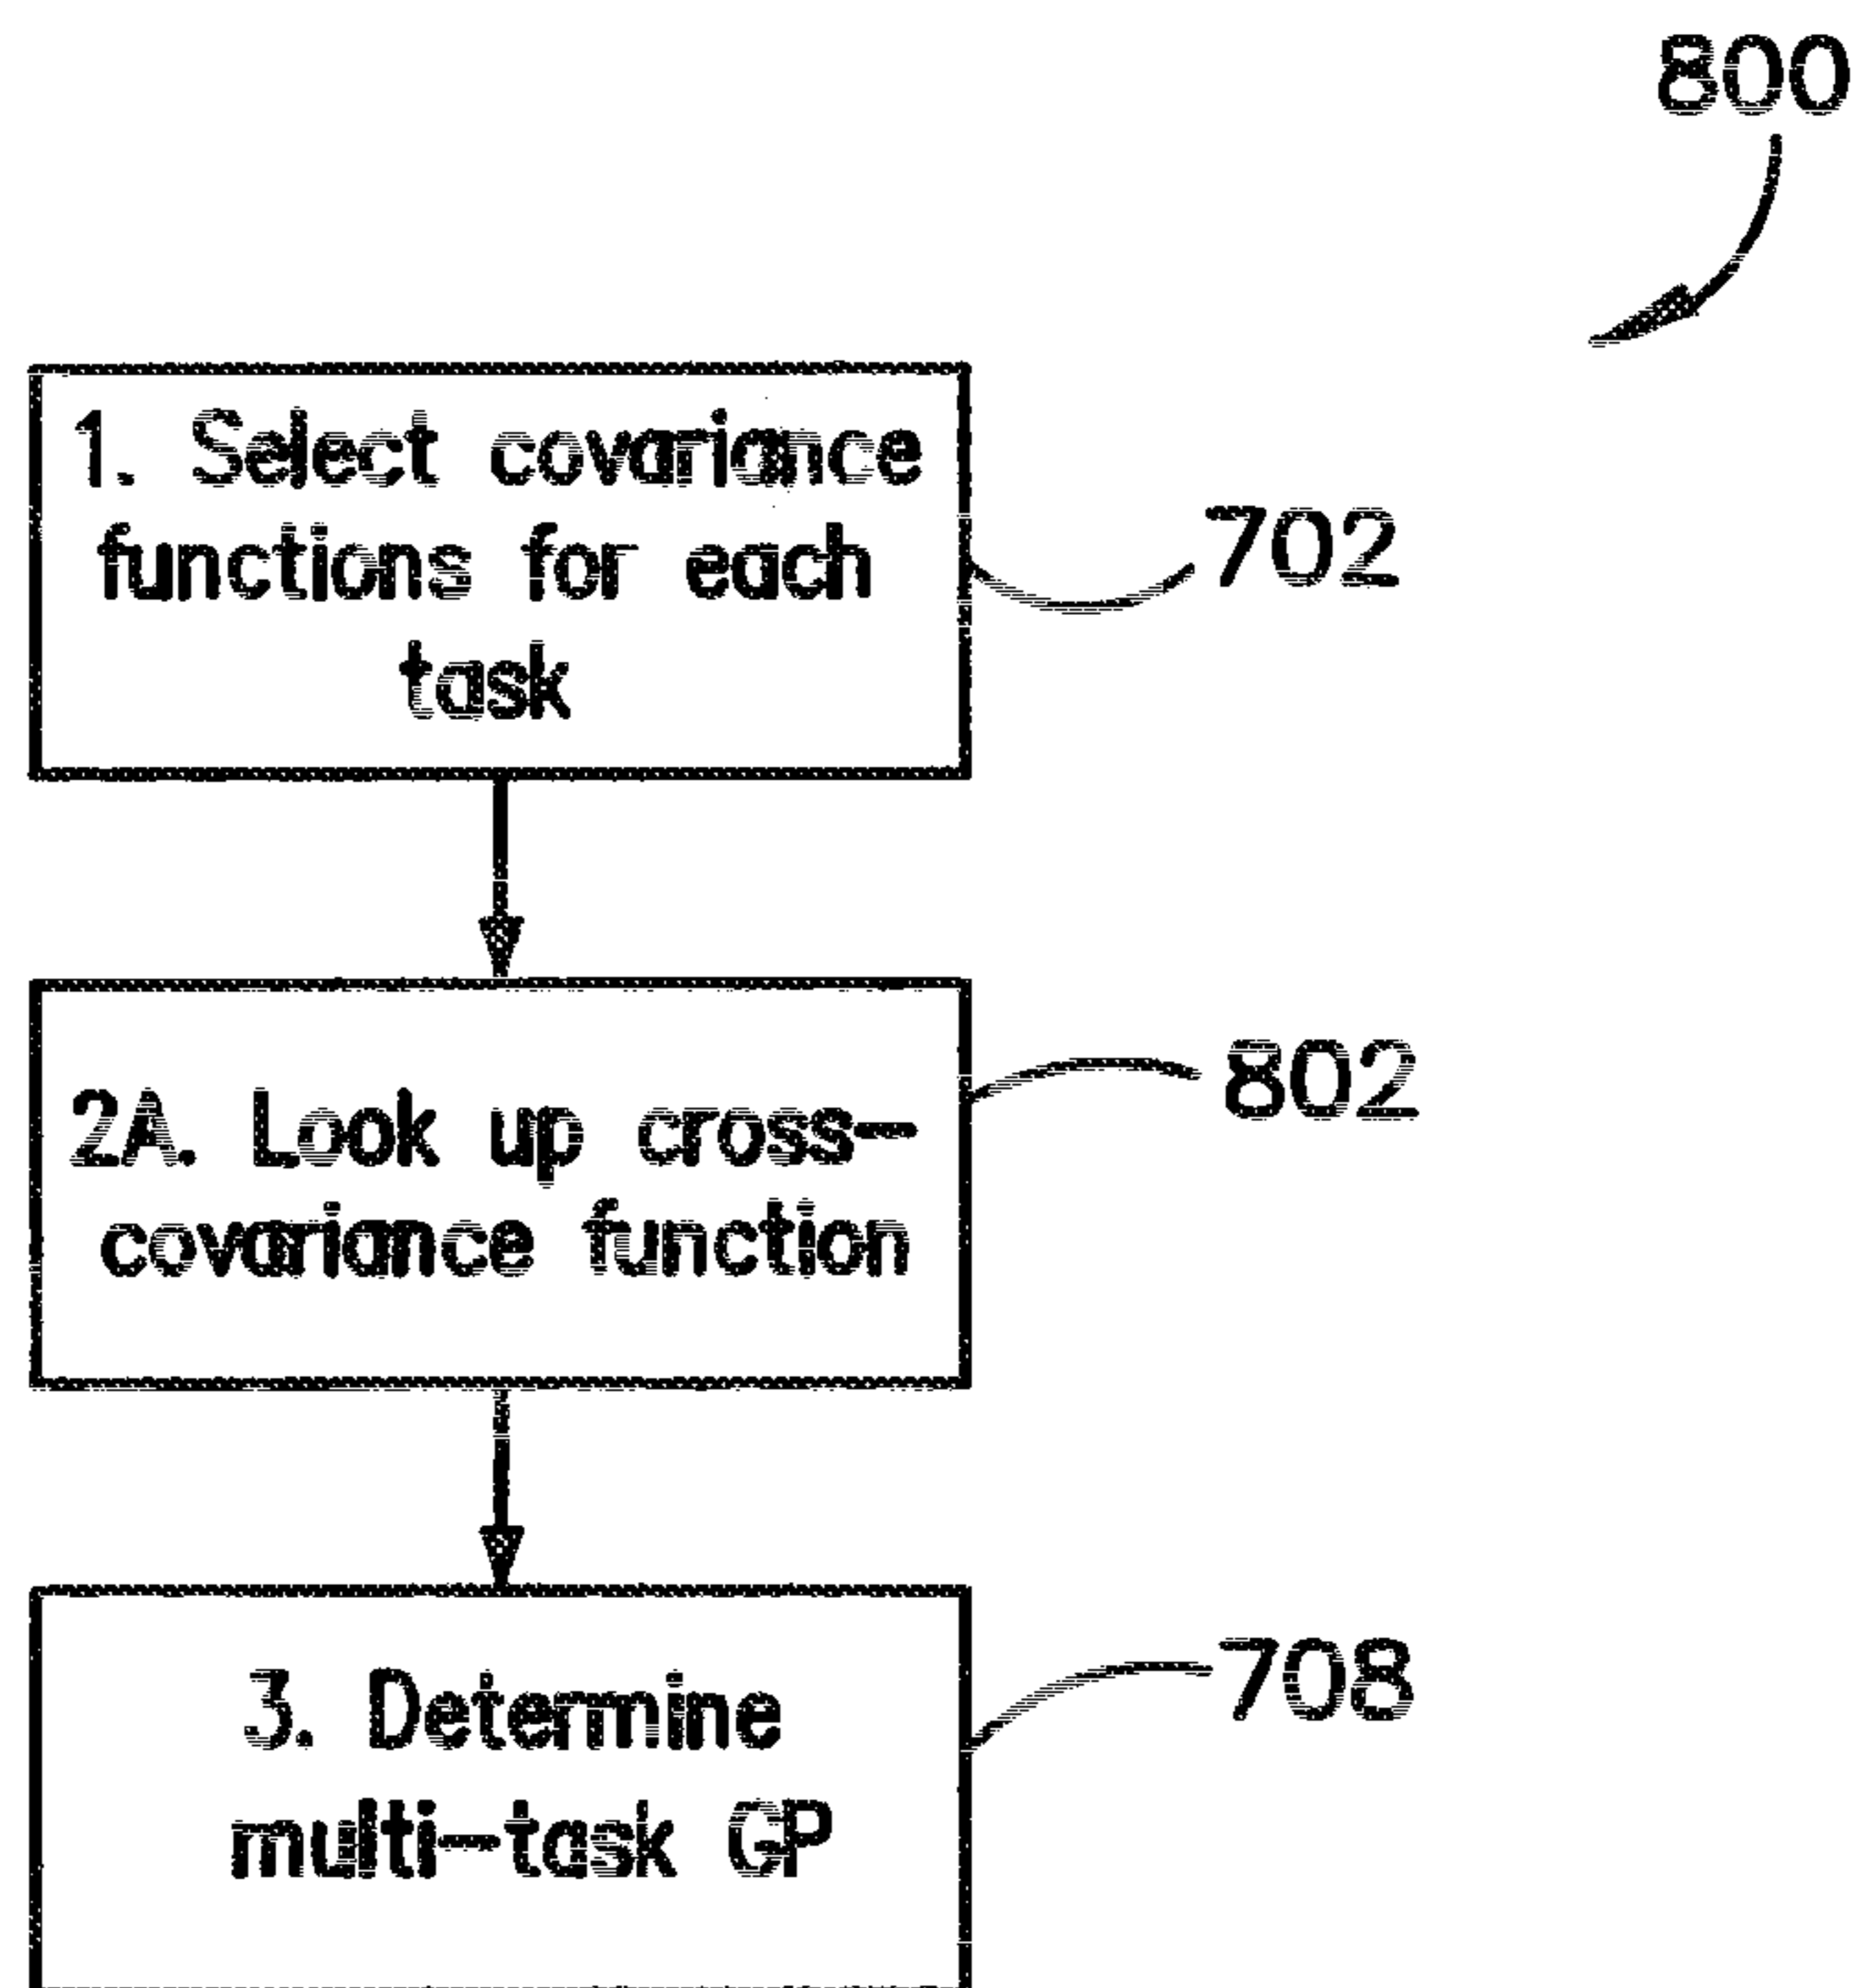 800
1. Select covariance
functions for each
task
702
2A. Look up cross-
covariance function
802
3. Determine
multi-task GP
708